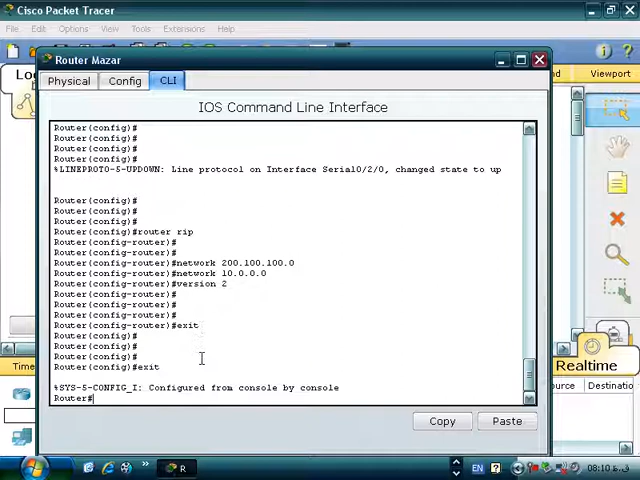 Cisco Packet Tracer
File Edit Options View Tools Extensions Help
Router Mazar
Viewport
Physical Config CLI
IOS Command Line Interface
Router(config)#
Router(config)#
Router(config)#
Router(config)#
%LINEPROTO-5-UPDOWN: Line protocol on Interface Serial0/2/0, changed state to up
Router(config)#
Router(config)#
Router(config)#
Router(config)#router rip
Router(config-router)#
Router(config-router)#
Router(config-router)#network 200.100.100.0
Router(config-router)#network 10.0.0.0
Router(config-router)#version 2
Router(config-router)#
Router(config-router)#
Router(config-router)#
Router(config-router)#exit
Router(config)#
Router(config)#
Router(config)#
Router(config)#exit
%SYS-5-CONFIG_I: Configured from console by console
Router#
Copy Paste
Realtime
Time
Source Destination
R
EN
08:10 ق